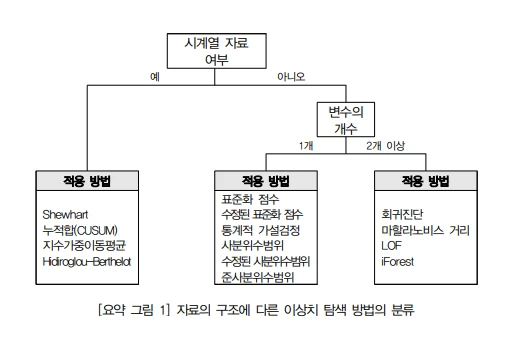 시계열 자료
여부
예
아니오
변수의
개수
1개
2개 이상
적용 방법
Shewhart
누적합(CUSUM)
지수가중이동평균
Hidiroglou-Berthelot
적용 방법
표준화 점수
수정된 표준화 점수
통계적 가설검정
사분위수범위
수정된 사분위수범위
준사분위수범위
적용 방법
회귀진단
마할라노비스 거리
LOF
iForest
[요약 그림 1] 자료의 구조에 다른 이상치 탐색 방법의 분류